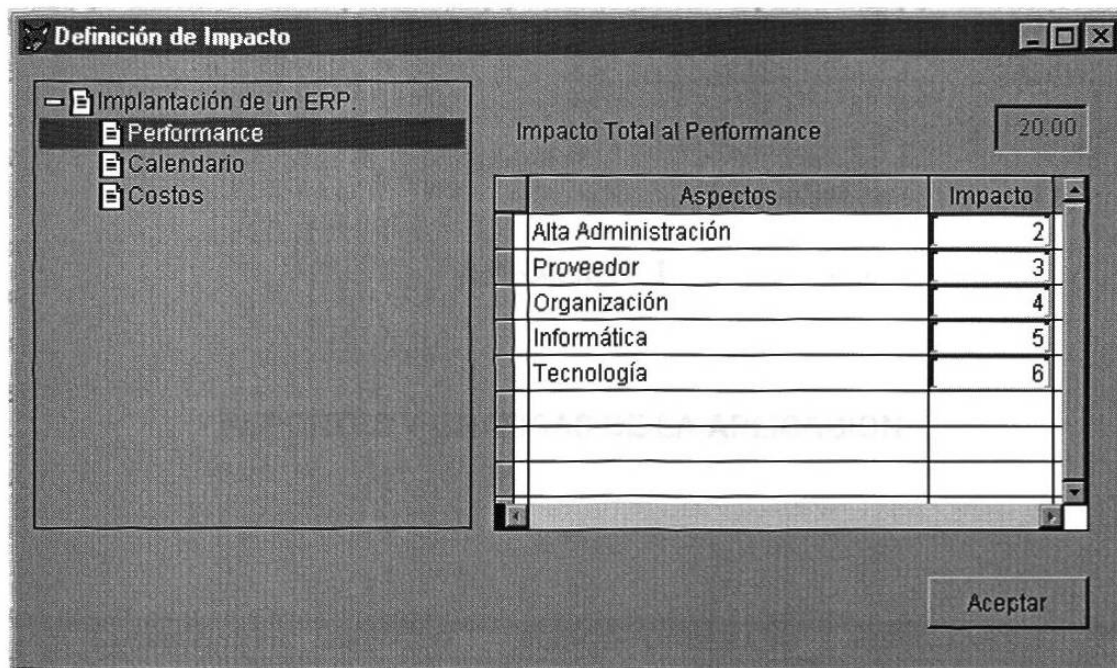 Definición de Impacto
Implantación de un ERP.
Performance
Calendario
Costos
Impacto Total al Performance 20.00
Aspectos Impacto
Alta Administración 2
Proveedor 3
Organización 4
Informática 5
Tecnología 6
Aceptar